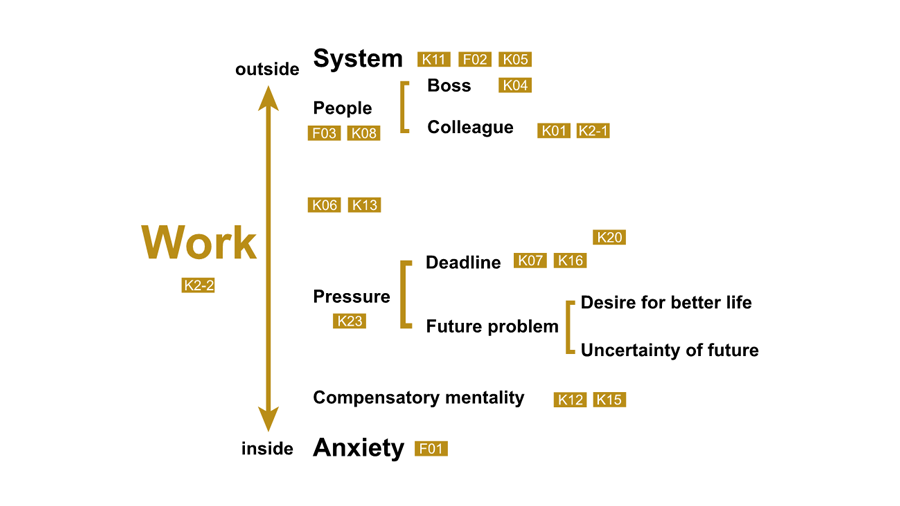 System K11 F02 K05
outside
Boss K04
People
F03 K08
Colleague K01 K2-1
K06 K13
Work
K2-2
K20
Deadline K07 K16
Pressure
K23
Future problem
Desire for better life
Uncertainty of future
Compensatory mentality K12 K15
inside Anxiety F01